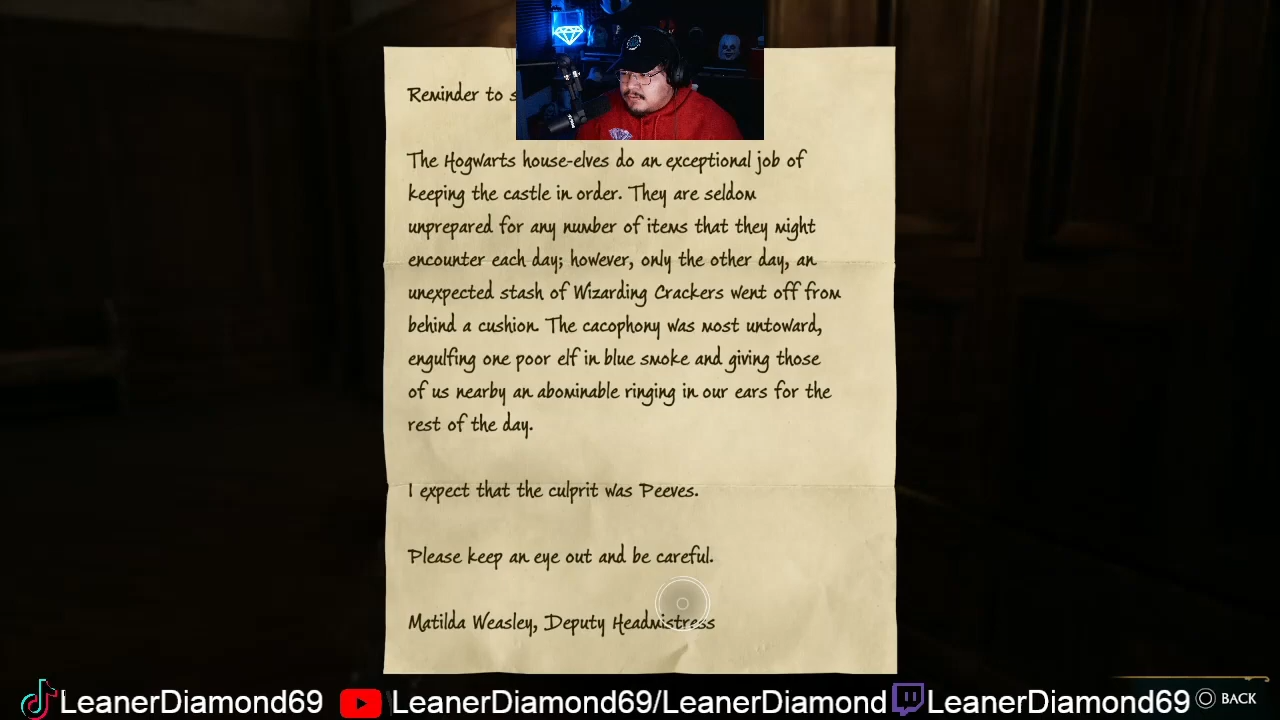 Reminder to
The Hogwarts house-elves do an exceptional job of
keeping the castle in order. They are seldom
unprepared for any number of items that they might
encounter each day; however, only the other day, an
unexpected stash of Wizarding Crackers went off from
behind a cushion. The cacophony was most untoward,
engulfing one poor elf in blue smoke and giving those
of us nearby an abominable ringing in our ears for the
rest of the day.
I expect that the culprit was Peeves.
Please keep an eye out and be careful.
Matilda Weasley, Deputy Headmistress
LeanerDiamond69 LeanerDiamond69/LeanerDiamond LeanerDiamond69 BACK